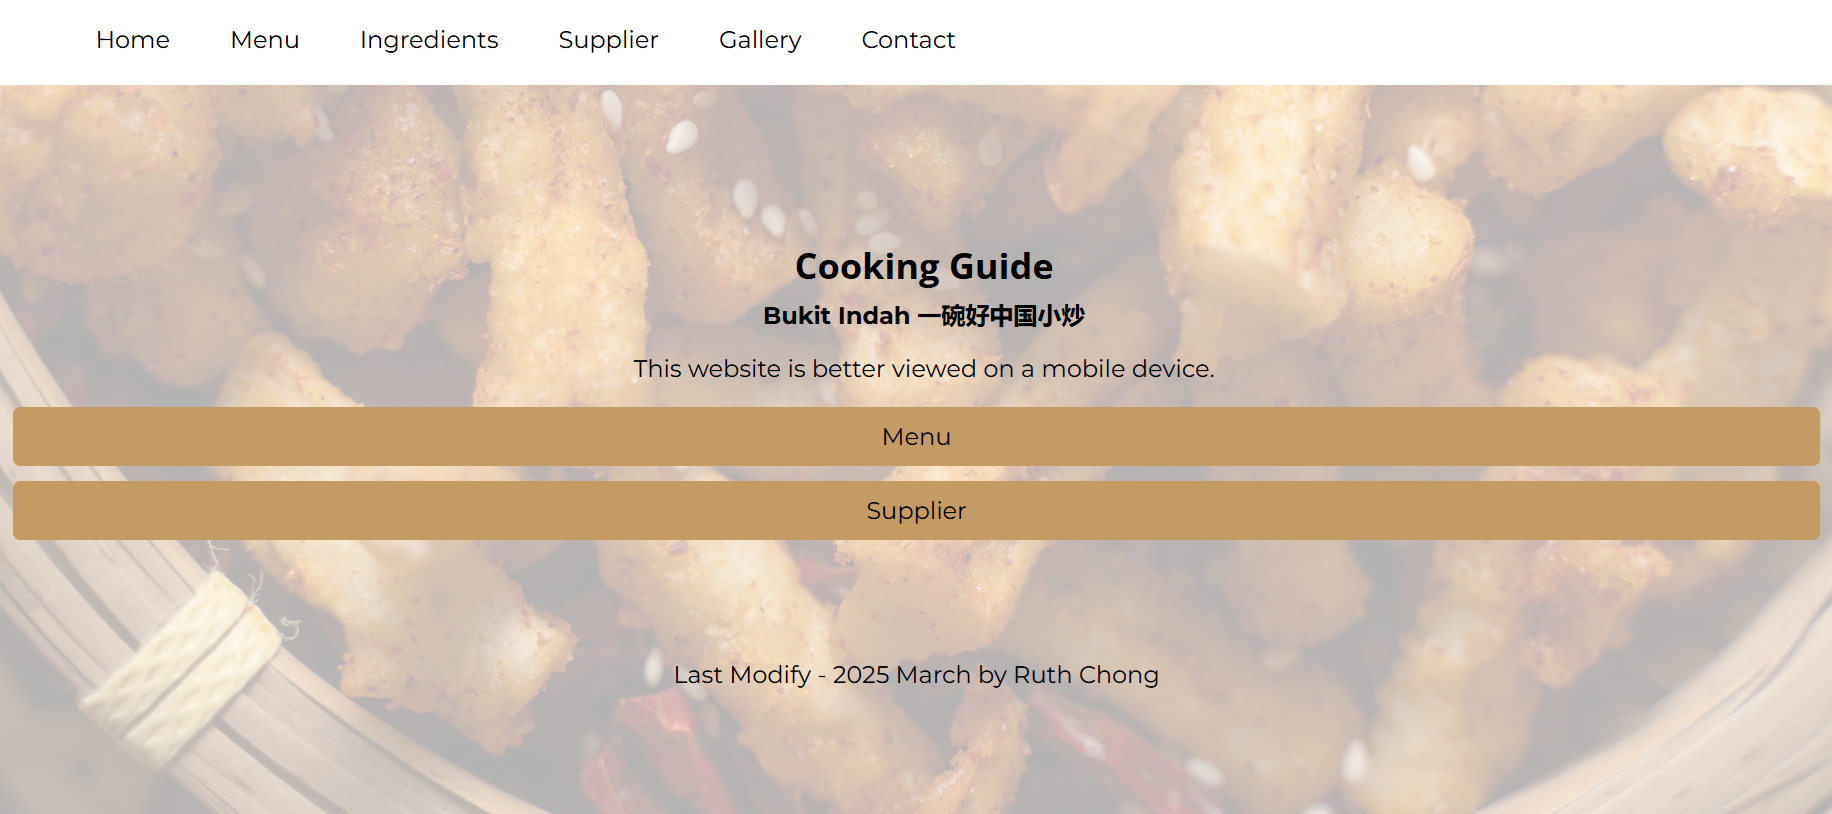 Home Menu Ingredients Supplier Gallery Contact
Cooking Guide
Bukit Indah 一碗好中国小炒
This website is better viewed on a mobile device.
Menu
Supplier
Last Modify - 2025 March by Ruth Chong